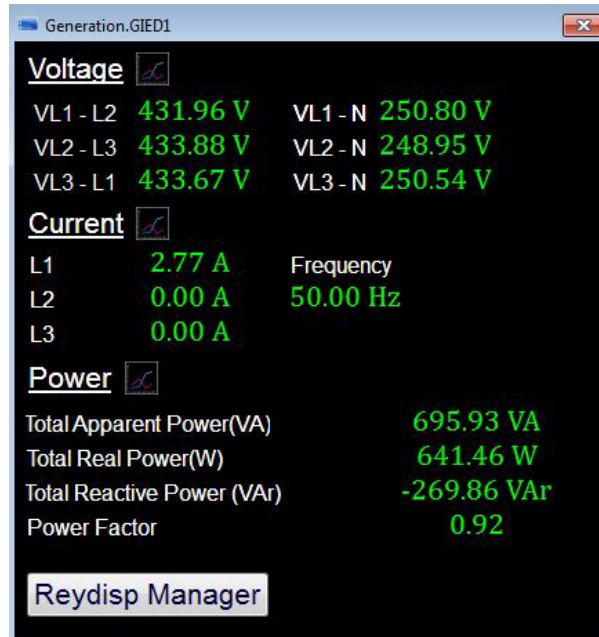 Generation.GIED1
Voltage
VL1 - L2 431.96 V VL1 - N 250.80 V
VL2 - L3 433.88 V VL2 - N 248.95 V
VL3 - L1 433.67 V VL3 - N 250.54 V
Current
L1 2.77 A Frequency
L2 0.00 A 50.00 Hz
L3 0.00 A
Power
Total Apparent Power(VA) 695.93 VA
Total Real Power(W) 641.46 W
Total Reactive Power (VAr) -269.86 VAr
Power Factor 0.92
Reydisp Manager